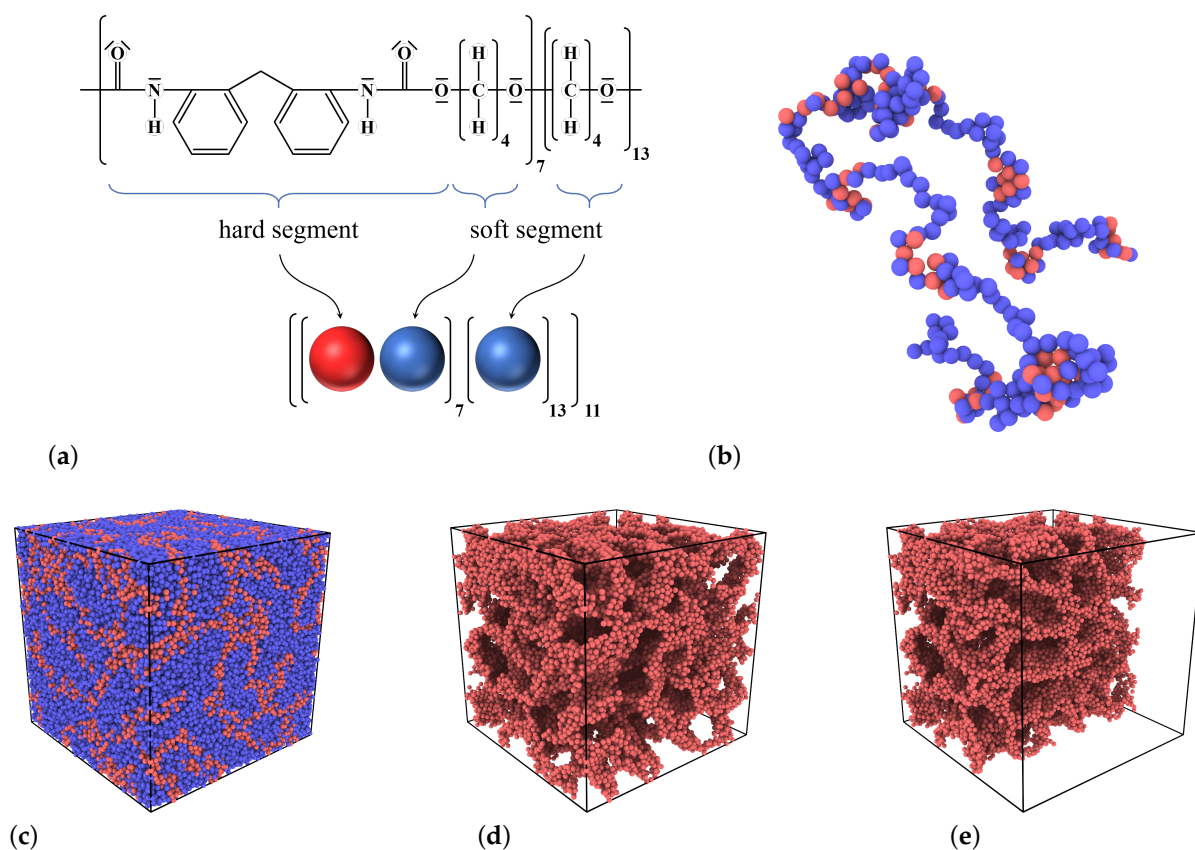 O O
H H
N N O C O C O
H H H H
4 4
7 13
hard segment soft segment
7 13 11
(a) (b)
(c) (d) (e)